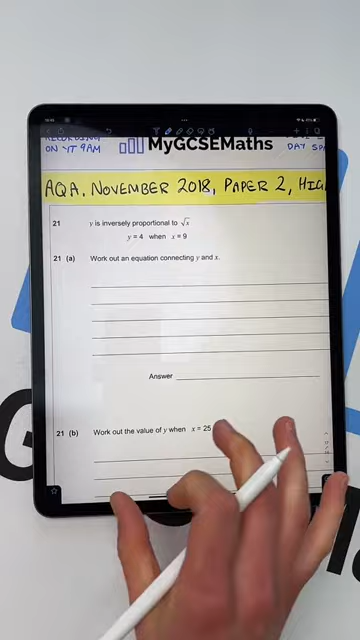 RECORDING
ON YT 9AM
MyGCSEMaths
DAY
AQA, NOVEMBER 2018, PAPER 2,
21 y is inversely proportional to √x
y = 4 when x = 9
21 (a) Work out an equation connecting y and x.
Answer
21 (b) Work out the value of y when x = 25